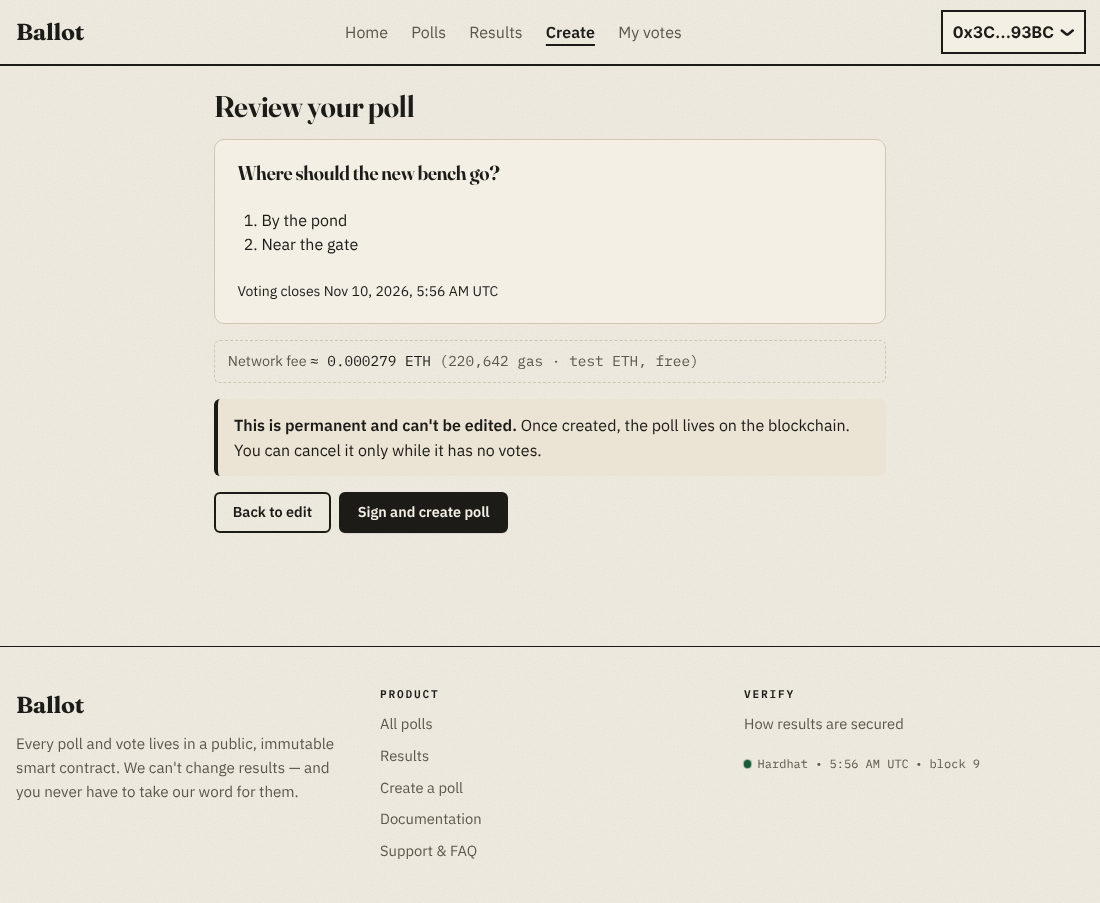 Ballot
Home Polls Results Create My votes
0x3C...93BC
Review your poll
Where should the new bench go?
1. By the pond
2. Near the gate
Voting closes Nov 10, 2026, 5:56 AM UTC
Network fee ≈ 0.000279 ETH (220,642 gas · test ETH, free)
This is permanent and can't be edited. Once created, the poll lives on the blockchain.
You can cancel it only while it has no votes.
Back to edit Sign and create poll
Ballot
Every poll and vote lives in a public, immutable
smart contract. We can't change results — and
you never have to take our word for them.
PRODUCT
All polls
Results
Create a poll
Documentation
Support & FAQ
VERIFY
How results are secured
Hardhat • 5:56 AM UTC • block 9